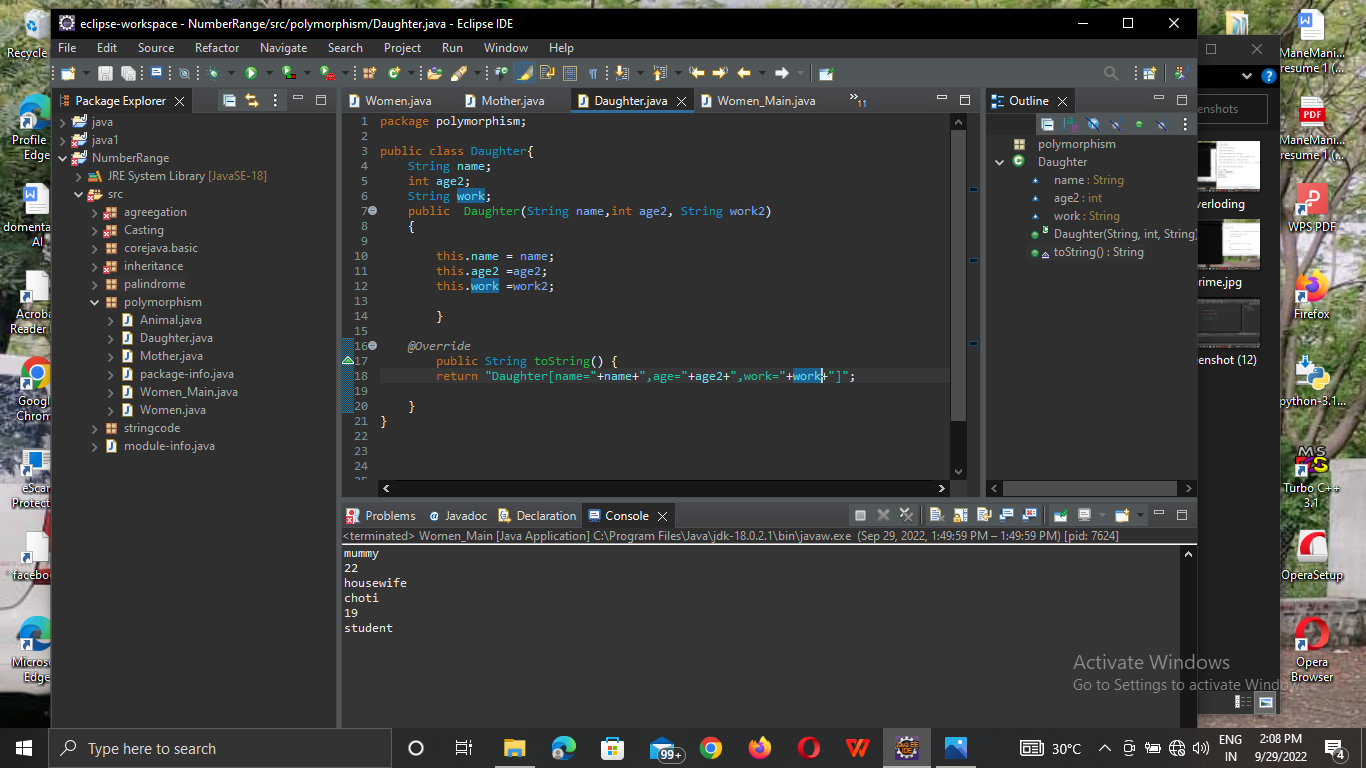 eclipse-workspace - NumberRange/src/polymorphism/Daughter.java - Eclipse IDE
File Edit Source Refactor Navigate Search Project Run Window Help
Package Explorer
java
java1
NumberRange
JRE System Library [JavaSE-18]
src
agreegation
Casting
corejava.basic
inheritance
palindrome
polymorphism
Animal.java
Daughter.java
Mother.java
package-info.java
Women_Main.java
Women.java
stringcode
module-info.java
Women.java Mother.java Daughter.java Women_Main.java »11
1 package polymorphism;
2
3 public class Daughter{
4 String name;
5 int age2;
6 String work;
7 public  Daughter(String name,int age2, String work2)
8 {
9
10 this.name = name;
11 this.age2 =age2;
12 this.work =work2;
13
14 }
15
16 @Override
17 public String toString() {
18 return "Daughter[name="+name+",age="+age2+",work="+work+"]";
19
20 }
21 }
22
23
24
25
Outline
polymorphism
Daughter
name : String
age2 : int
work : String
Daughter(String, int, String)
toString() : String
Problems Javadoc Declaration Console
<terminated> Women_Main [Java Application] C:\Program Files\Java\jdk-18.0.2.1\bin\javaw.exe (Sep 29, 2022, 1:49:59 PM – 1:49:59 PM) [pid: 7624]
mummy
22
housewife
choti
19
student
Recycle
Profile
Edge
domenta
AI
Acroba
Reader
Googl
Chrom
eScan
Protect
facebo
Micros
Edge
enshots
verloding
rime.jpg
enshot (12)
ManeMani...
resume 1 (...
PDF
ManeMani...
resume 1 (...
WPS PDF
Firefox
python-3.1...
Turbo C++
3.1
OperaSetup
Opera
Browser
Activate Windows
Go to Settings to activate Windows.
Type here to search
99+
JAVA EE
IDE
30°C
ENG
IN
2:08 PM
9/29/2022
4